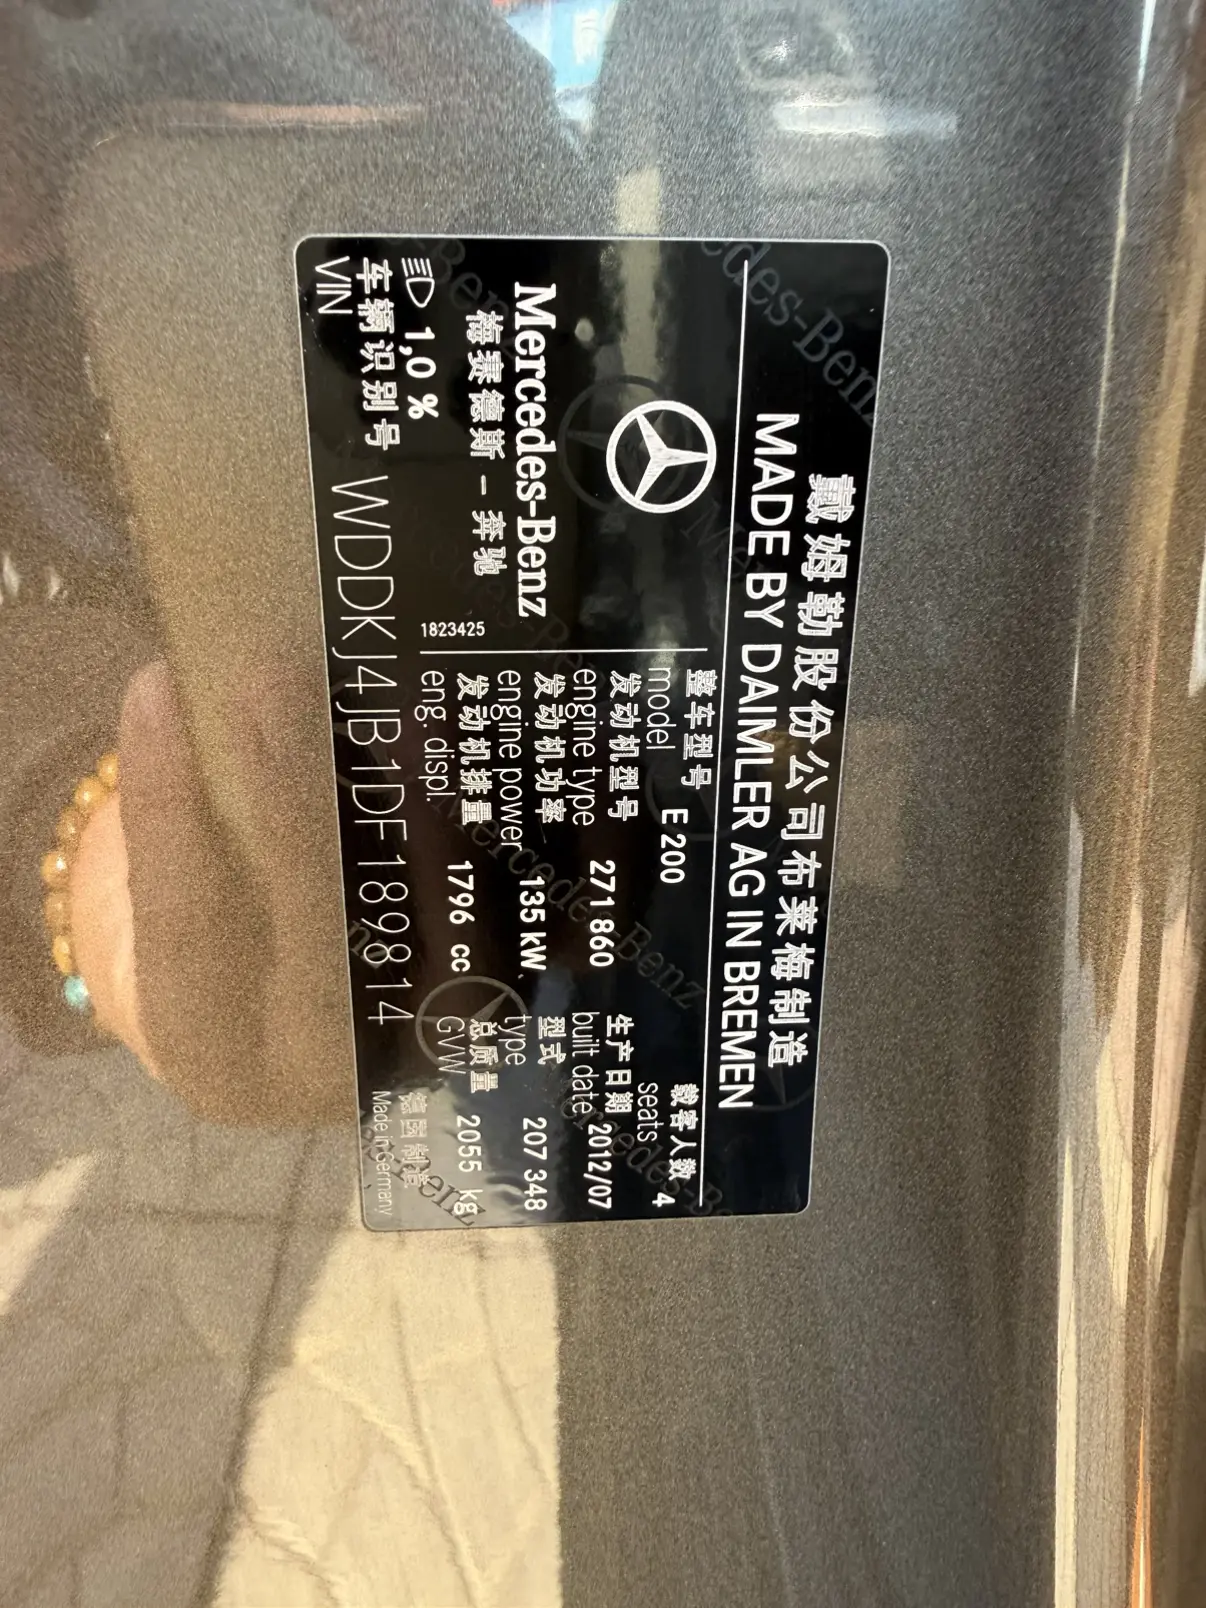 戴姆勒股份公司布莱梅制造
MADE BY DAIMLER AG IN BREMEN
Mercedes-Benz
梅赛德斯－奔驰
1,0 %
1823425
整车型号
model E 200
发动机型号
engine type 271 860
发动机功率
engine power 135 kW
发动机排量
eng. displ. 1796 cc
载客人数
seats 4
生产日期
built date 2012/07
型式
type 207 348
总质量
GVW 2055 kg
车辆识别号
VIN WDDKJ4JB1DF189814
德国制造
Made in Germany